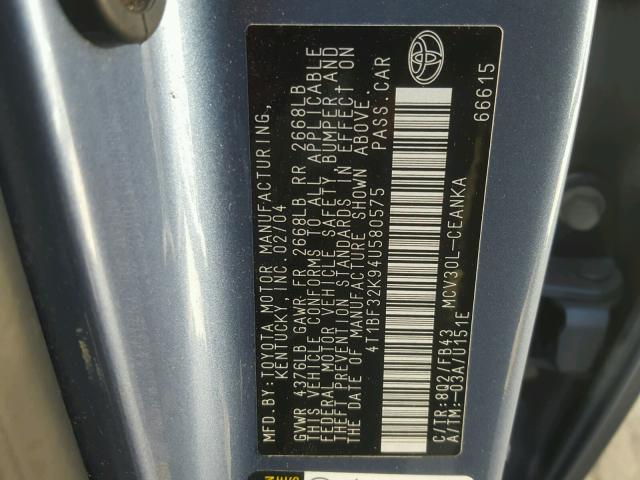 MFD.BY:TOYOTA MOTOR MANUFACTURING,
KENTUCKY, INC.02/04
GVWR 4376LB GAWR FR 2668LB RR 2668LB
THIS VEHICLE CONFORMS TO ALL APPLICABLE
FEDERAL MOTOR VEHICLE SAFETY, BUMPER, AND
THEFT PREVENTION STANDARDS IN EFFECT ON
THE DATE OF MANUFACTURE SHOWN ABOVE.
4T1BF32K94U580575 PASS.CAR
C/TR:8Q2/FB43 MCV30L-CEANKA
A/TM:-03A/U151E 66615